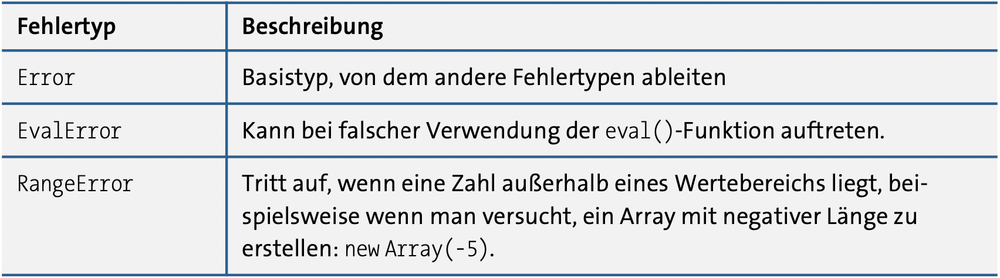 Fehlertyp Beschreibung
Error Basistyp, von dem andere Fehlertypen ableiten
EvalError Kann bei falscher Verwendung der eval()-Funktion auftreten.
RangeError Tritt auf, wenn eine Zahl außerhalb eines Wertebereichs liegt, bei-
spielsweise wenn man versucht, ein Array mit negativer Länge zu
erstellen: new Array(-5).